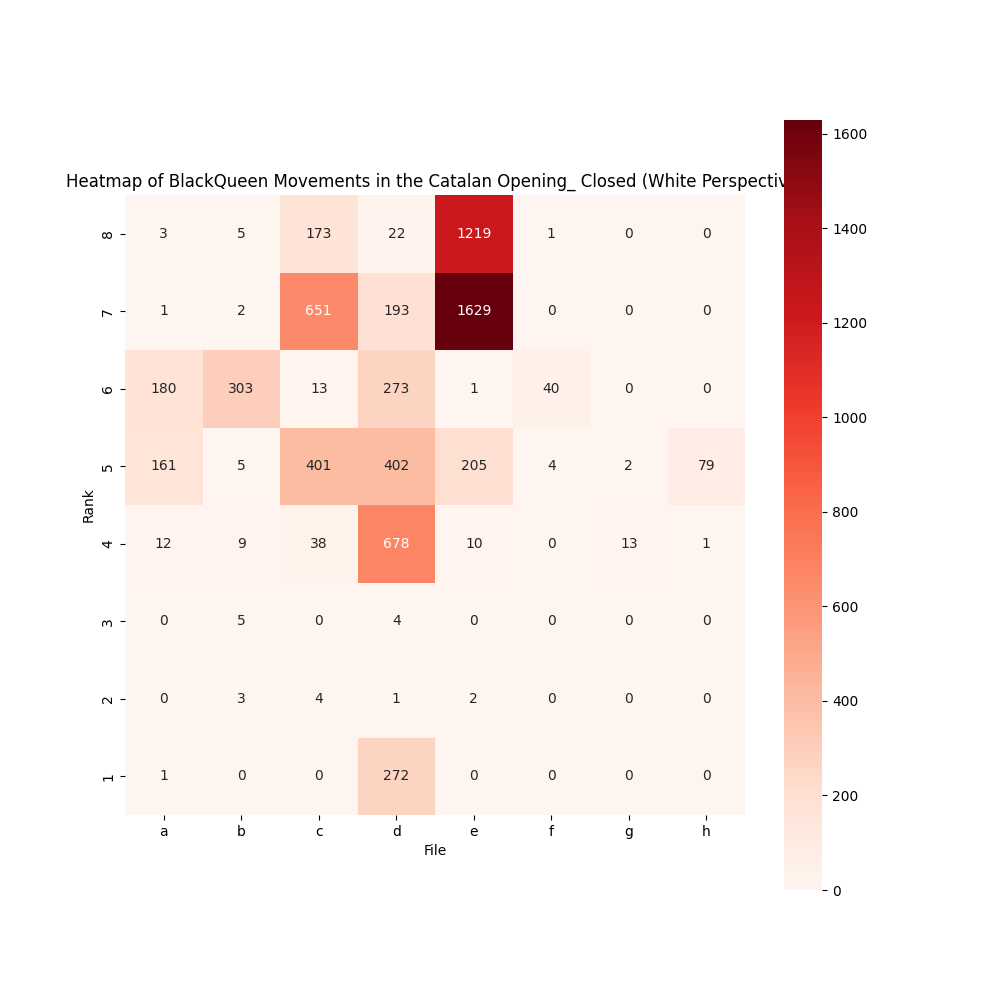 Heatmap of BlackQueen Movements in the Catalan Opening_ Closed (White Perspectiv
1600
1400
1200
1000
800
600
400
200
0
Rank
8 3 5 173 22 1219 1 0 0
7 1 2 651 193 1629 0 0 0
6 180 303 13 273 1 40 0 0
5 161 5 401 402 205 4 2 79
4 12 9 38 678 10 0 13 1
3 0 5 0 4 0 0 0 0
2 0 3 4 1 2 0 0 0
1 1 0 0 272 0 0 0 0
a b c d e f g h
File